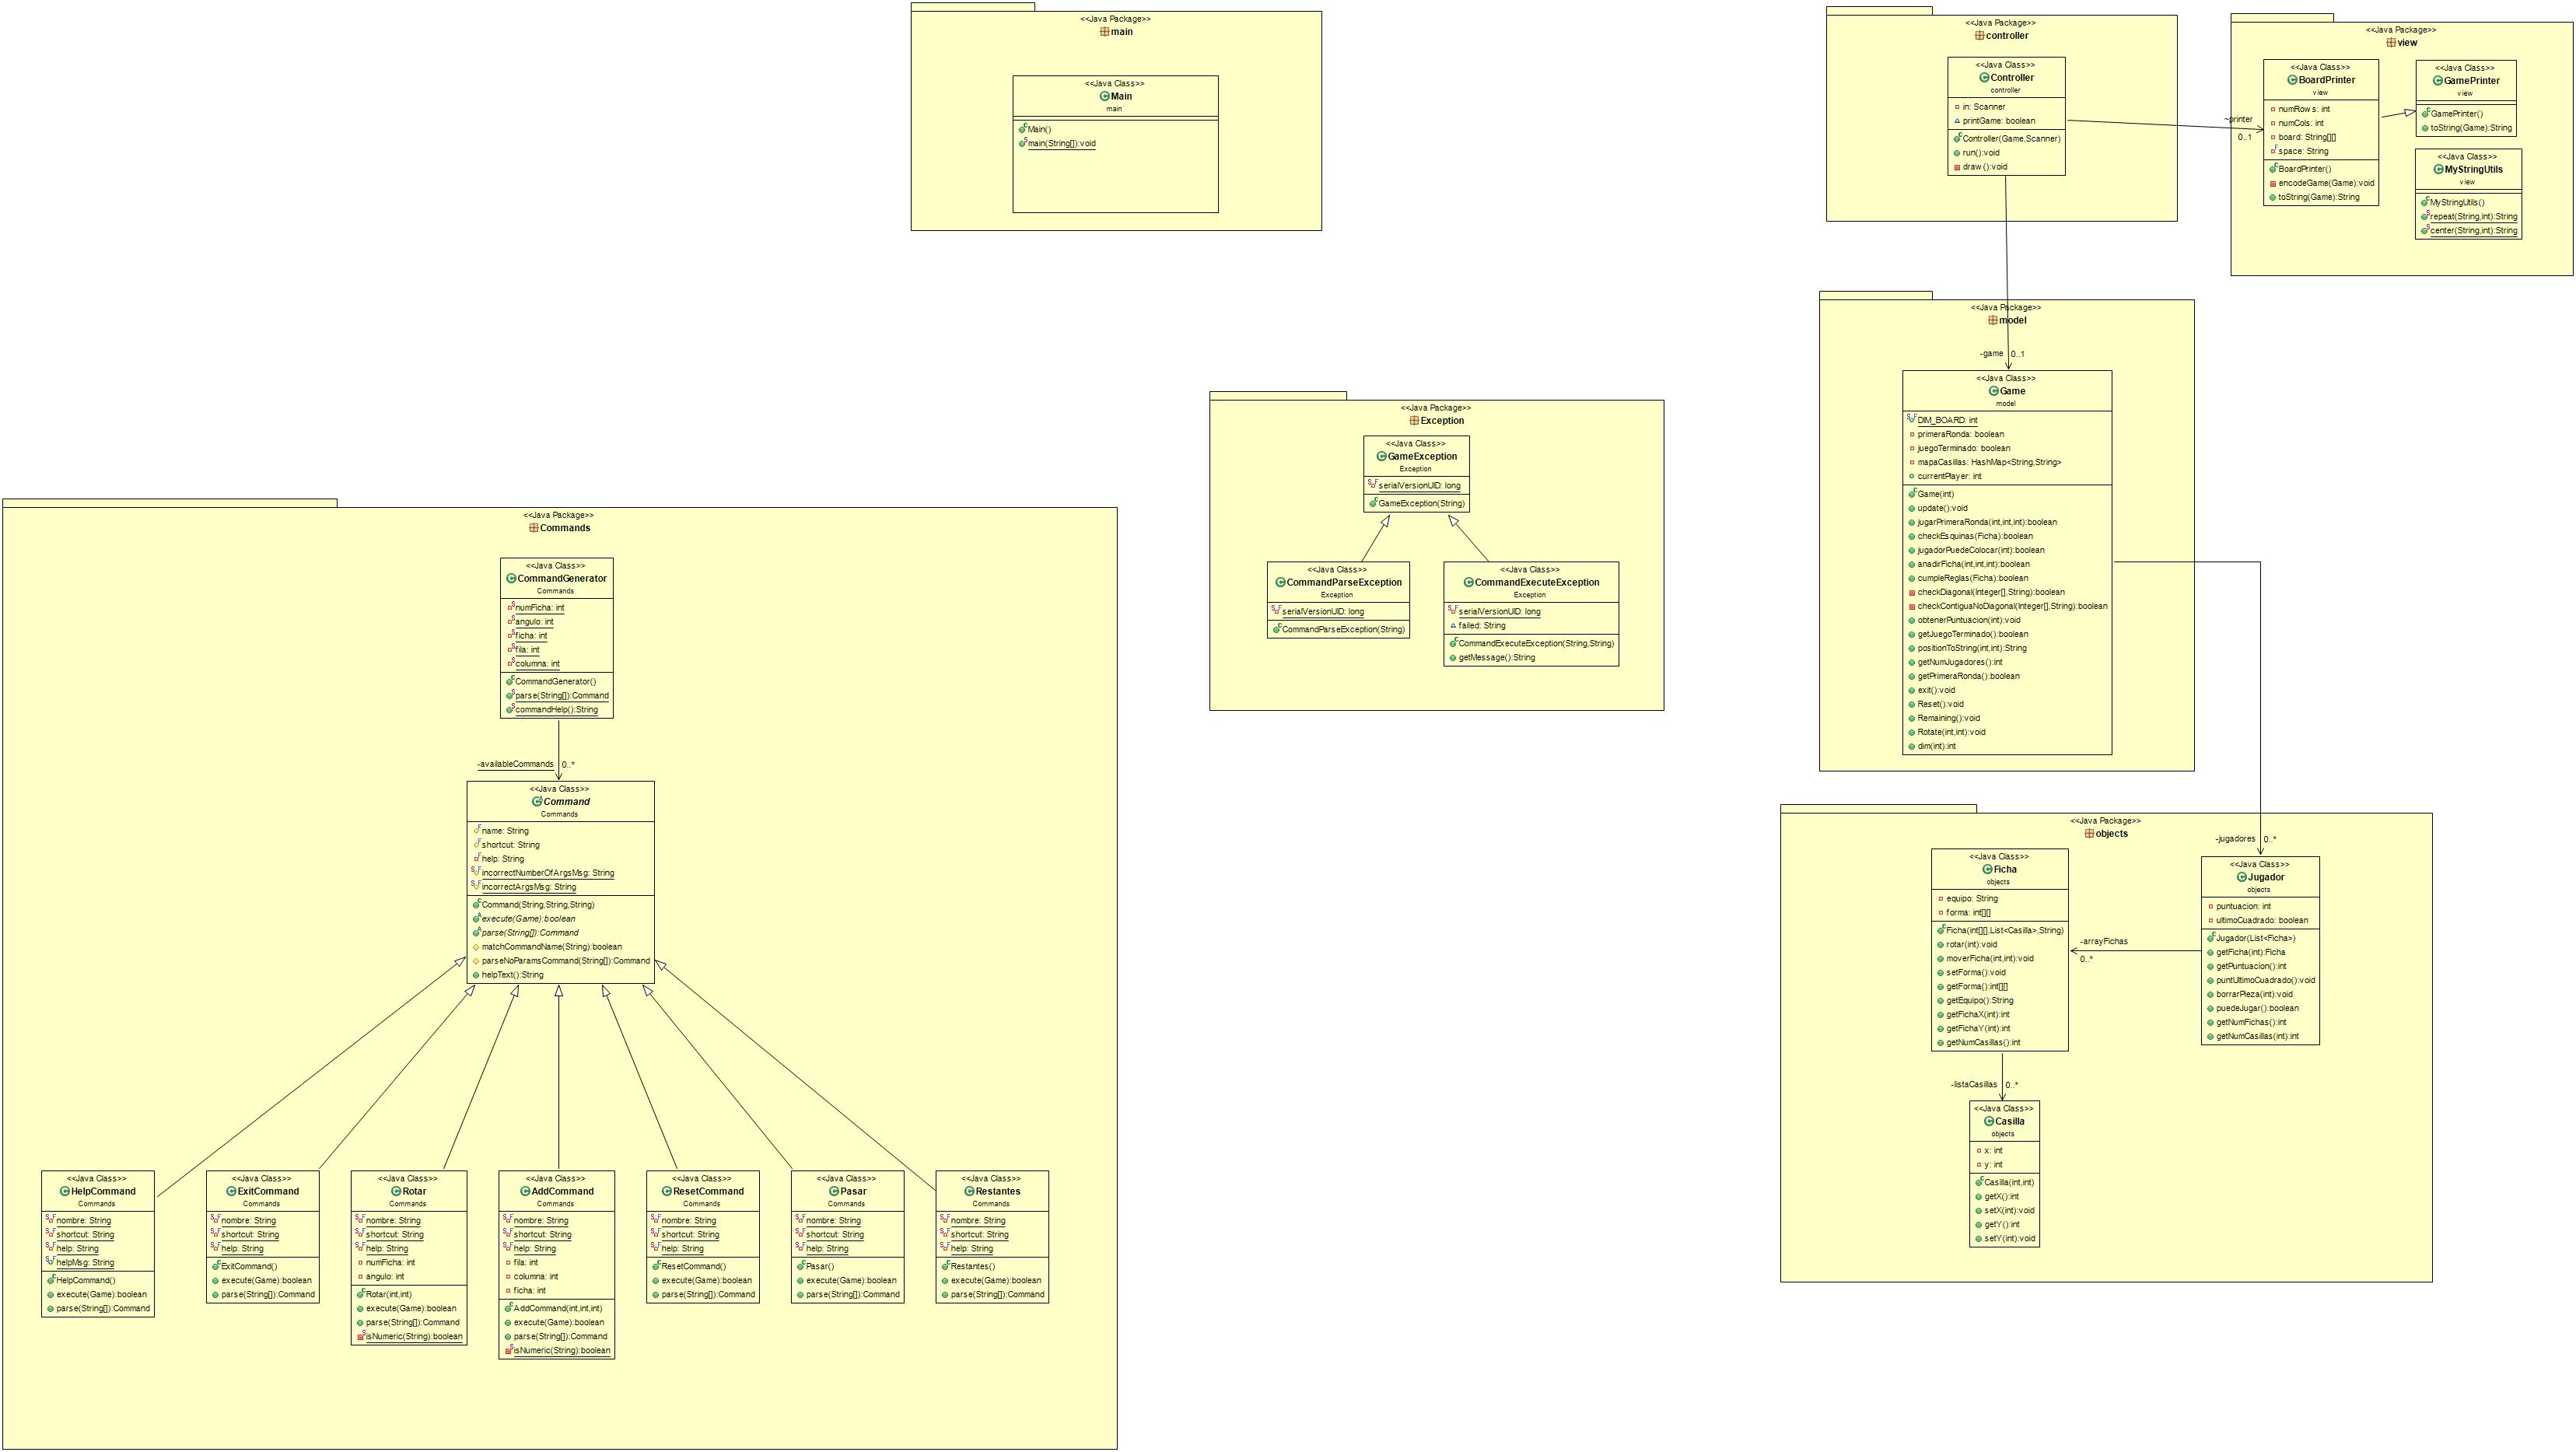 <<Java Package>>
main
<<Java Class>>
Main
main
Main()
main(String[]):void
<<Java Package>>
controller
<<Java Class>>
Controller
controller
in: Scanner
printGame: boolean
Controller(Game,Scanner)
run():void
draw():void
~printer
0..1
<<Java Package>>
view
<<Java Class>>
BoardPrinter
view
numRows: int
numCols: int
board: String[][]
space: String
BoardPrinter()
encodeGame(Game):void
toString(Game):String
<<Java Class>>
GamePrinter
view
GamePrinter()
toString(Game):String
<<Java Class>>
MyStringUtils
view
MyStringUtils()
repeat(String,int):String
center(String,int):String
<<Java Package>>
model
-game 0..1
<<Java Class>>
Game
model
DIM_BOARD: int
primeraRonda: boolean
juegoTerminado: boolean
mapaCasillas: HashMap<String,String>
currentPlayer: int
Game(int)
update():void
jugarPrimeraRonda(int,int,int):boolean
checkEsquinas(Ficha):boolean
jugadorPuedeColocar(int):boolean
anadirFicha(int,int,int):boolean
cumpleReglas(Ficha):boolean
checkDiagonal(Integer[],String):boolean
checkContiguaNoDiagonal(Integer[],String):boolean
obtenerPuntuacion(int):void
getJuegoTerminado():boolean
positionToString(int,int):String
getNumJugadores():int
getPrimeraRonda():boolean
exit():void
Reset():void
Remaining():void
Rotate(int,int):void
dim(int):int
<<Java Package>>
Exception
<<Java Class>>
GameException
Exception
serialVersionUID: long
GameException(String)
<<Java Class>>
CommandParseException
Exception
serialVersionUID: long
CommandParseException(String)
<<Java Class>>
CommandExecuteException
Exception
serialVersionUID: long
failed: String
CommandExecuteException(String,String)
getMessage():String
<<Java Package>>
Commands
<<Java Class>>
CommandGenerator
Commands
numFicha: int
angulo: int
ficha: int
fila: int
columna: int
CommandGenerator()
parse(String[]):Command
commandHelp():String
-availableCommands 0..*
<<Java Class>>
Command
Commands
name: String
shortcut: String
help: String
incorrectNumberOfArgsMsg: String
incorrectArgsMsg: String
Command(String,String,String)
execute(Game):boolean
parse(String[]):Command
matchCommandName(String):boolean
parseNoParamsCommand(String[]):Command
helpText():String
<<Java Class>>
HelpCommand
Commands
nombre: String
shortcut: String
help: String
helpMsg: String
HelpCommand()
execute(Game):boolean
parse(String[]):Command
<<Java Class>>
ExitCommand
Commands
nombre: String
shortcut: String
help: String
ExitCommand()
execute(Game):boolean
parse(String[]):Command
<<Java Class>>
Rotar
Commands
nombre: String
shortcut: String
help: String
numFicha: int
angulo: int
Rotar(int,int)
execute(Game):boolean
parse(String[]):Command
isNumeric(String):boolean
<<Java Class>>
AddCommand
Commands
nombre: String
shortcut: String
help: String
fila: int
columna: int
ficha: int
AddCommand(int,int,int)
execute(Game):boolean
parse(String[]):Command
isNumeric(String):boolean
<<Java Class>>
ResetCommand
Commands
nombre: String
shortcut: String
help: String
ResetCommand()
execute(Game):boolean
parse(String[]):Command
<<Java Class>>
Pasar
Commands
nombre: String
shortcut: String
help: String
Pasar()
execute(Game):boolean
parse(String[]):Command
<<Java Class>>
Restantes
Commands
nombre: String
shortcut: String
help: String
Restantes()
execute(Game):boolean
parse(String[]):Command
<<Java Package>>
objects
-jugadores 0..*
<<Java Class>>
Ficha
objects
equipo: String
forma: int[][]
Ficha(int[][],List<Casilla>,String)
rotar(int):void
moverFicha(int,int):void
setForma():void
getForma():int[][]
getEquipo():String
getFichaX(int):int
getFichaY(int):int
getNumCasillas():int
-arrayFichas
0..*
<<Java Class>>
Jugador
objects
puntuacion: int
ultimoCuadrado: boolean
Jugador(List<Ficha>)
getFicha(int):Ficha
getPuntuacion():int
puntUltimoCuadrado():void
borrarPieza(int):void
puedeJugar():boolean
getNumFichas():int
getNumCasillas(int):int
-listaCasillas 0..*
<<Java Class>>
Casilla
objects
x: int
y: int
Casilla(int,int)
getX():int
setX(int):void
getY():int
setY(int):void